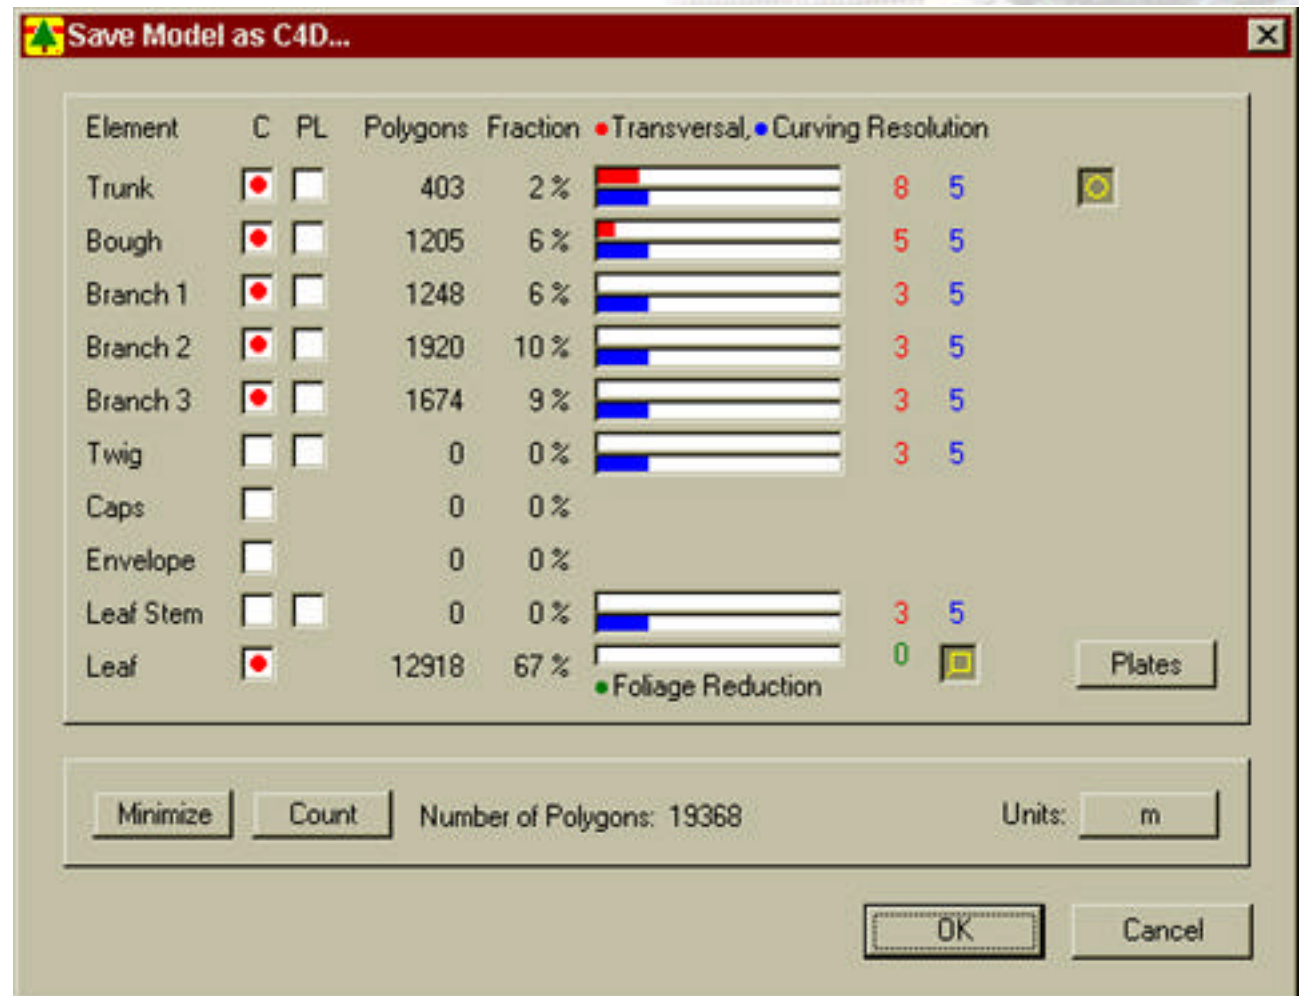 Save Model as C4D...
Element C PL Polygons Fraction Transversal, Curving Resolution
Trunk 403 2 % 8 5
Bough 1205 6 % 5 5
Branch 1 1248 6 % 3 5
Branch 2 1920 10 % 3 5
Branch 3 1674 9 % 3 5
Twig 0 0 % 3 5
Caps 0 0 %
Envelope 0 0 %
Leaf Stem 0 0 % 3 5
Leaf 12918 67 % 0 Plates
Foliage Reduction
Minimize Count Number of Polygons: 19368 Units: m
OK Cancel